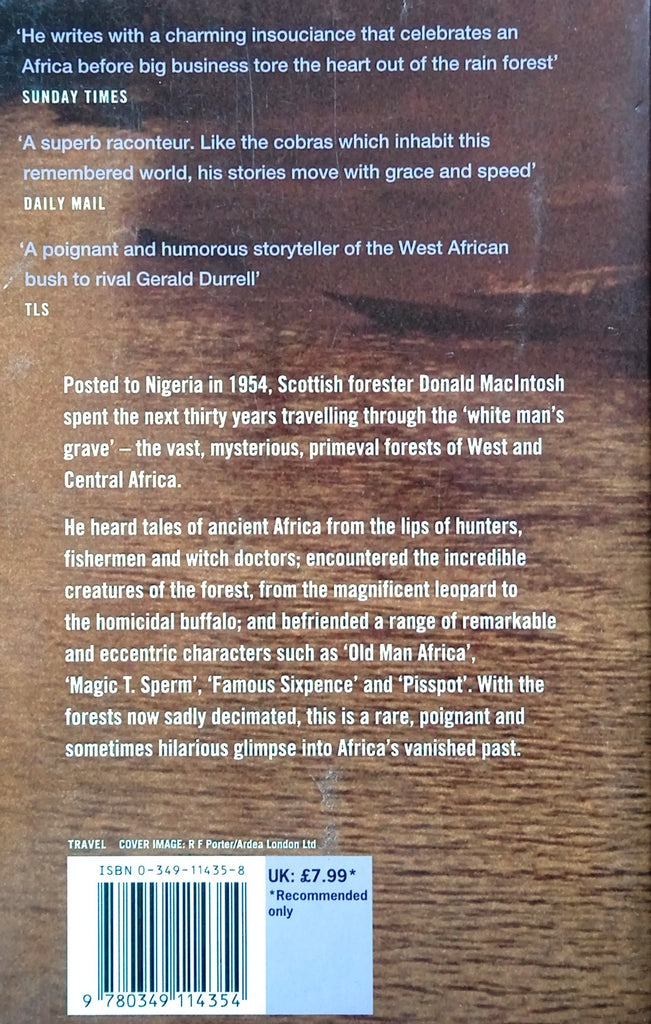 ‘He writes with a charming insouciance that celebrates an
Africa before big business tore the heart out of the rain forest’
SUNDAY TIMES
‘A superb raconteur. Like the cobras which inhabit this
remembered world, his stories move with grace and speed’
DAILY MAIL
‘A poignant and humorous storyteller of the West African
bush to rival Gerald Durrell’
TLS
Posted to Nigeria in 1954, Scottish forester Donald MacIntosh
spent the next thirty years travelling through the ‘white man’s
grave’ – the vast, mysterious, primeval forests of West and
Central Africa.
He heard tales of ancient Africa from the lips of hunters,
fishermen and witch doctors; encountered the incredible
creatures of the forest, from the magnificent leopard to
the homicidal buffalo; and befriended a range of remarkable
and eccentric characters such as ‘Old Man Africa’,
‘Magic T. Sperm’, ‘Famous Sixpence’ and ‘Pisspot’. With the
forests now sadly decimated, this is a rare, poignant and
sometimes hilarious glimpse into Africa’s vanished past.
TRAVEL COVER IMAGE: R F Porter/Ardea London Ltd
ISBN 0-349-11435-8
UK: £7.99*
*Recommended
only
9 780349 114354